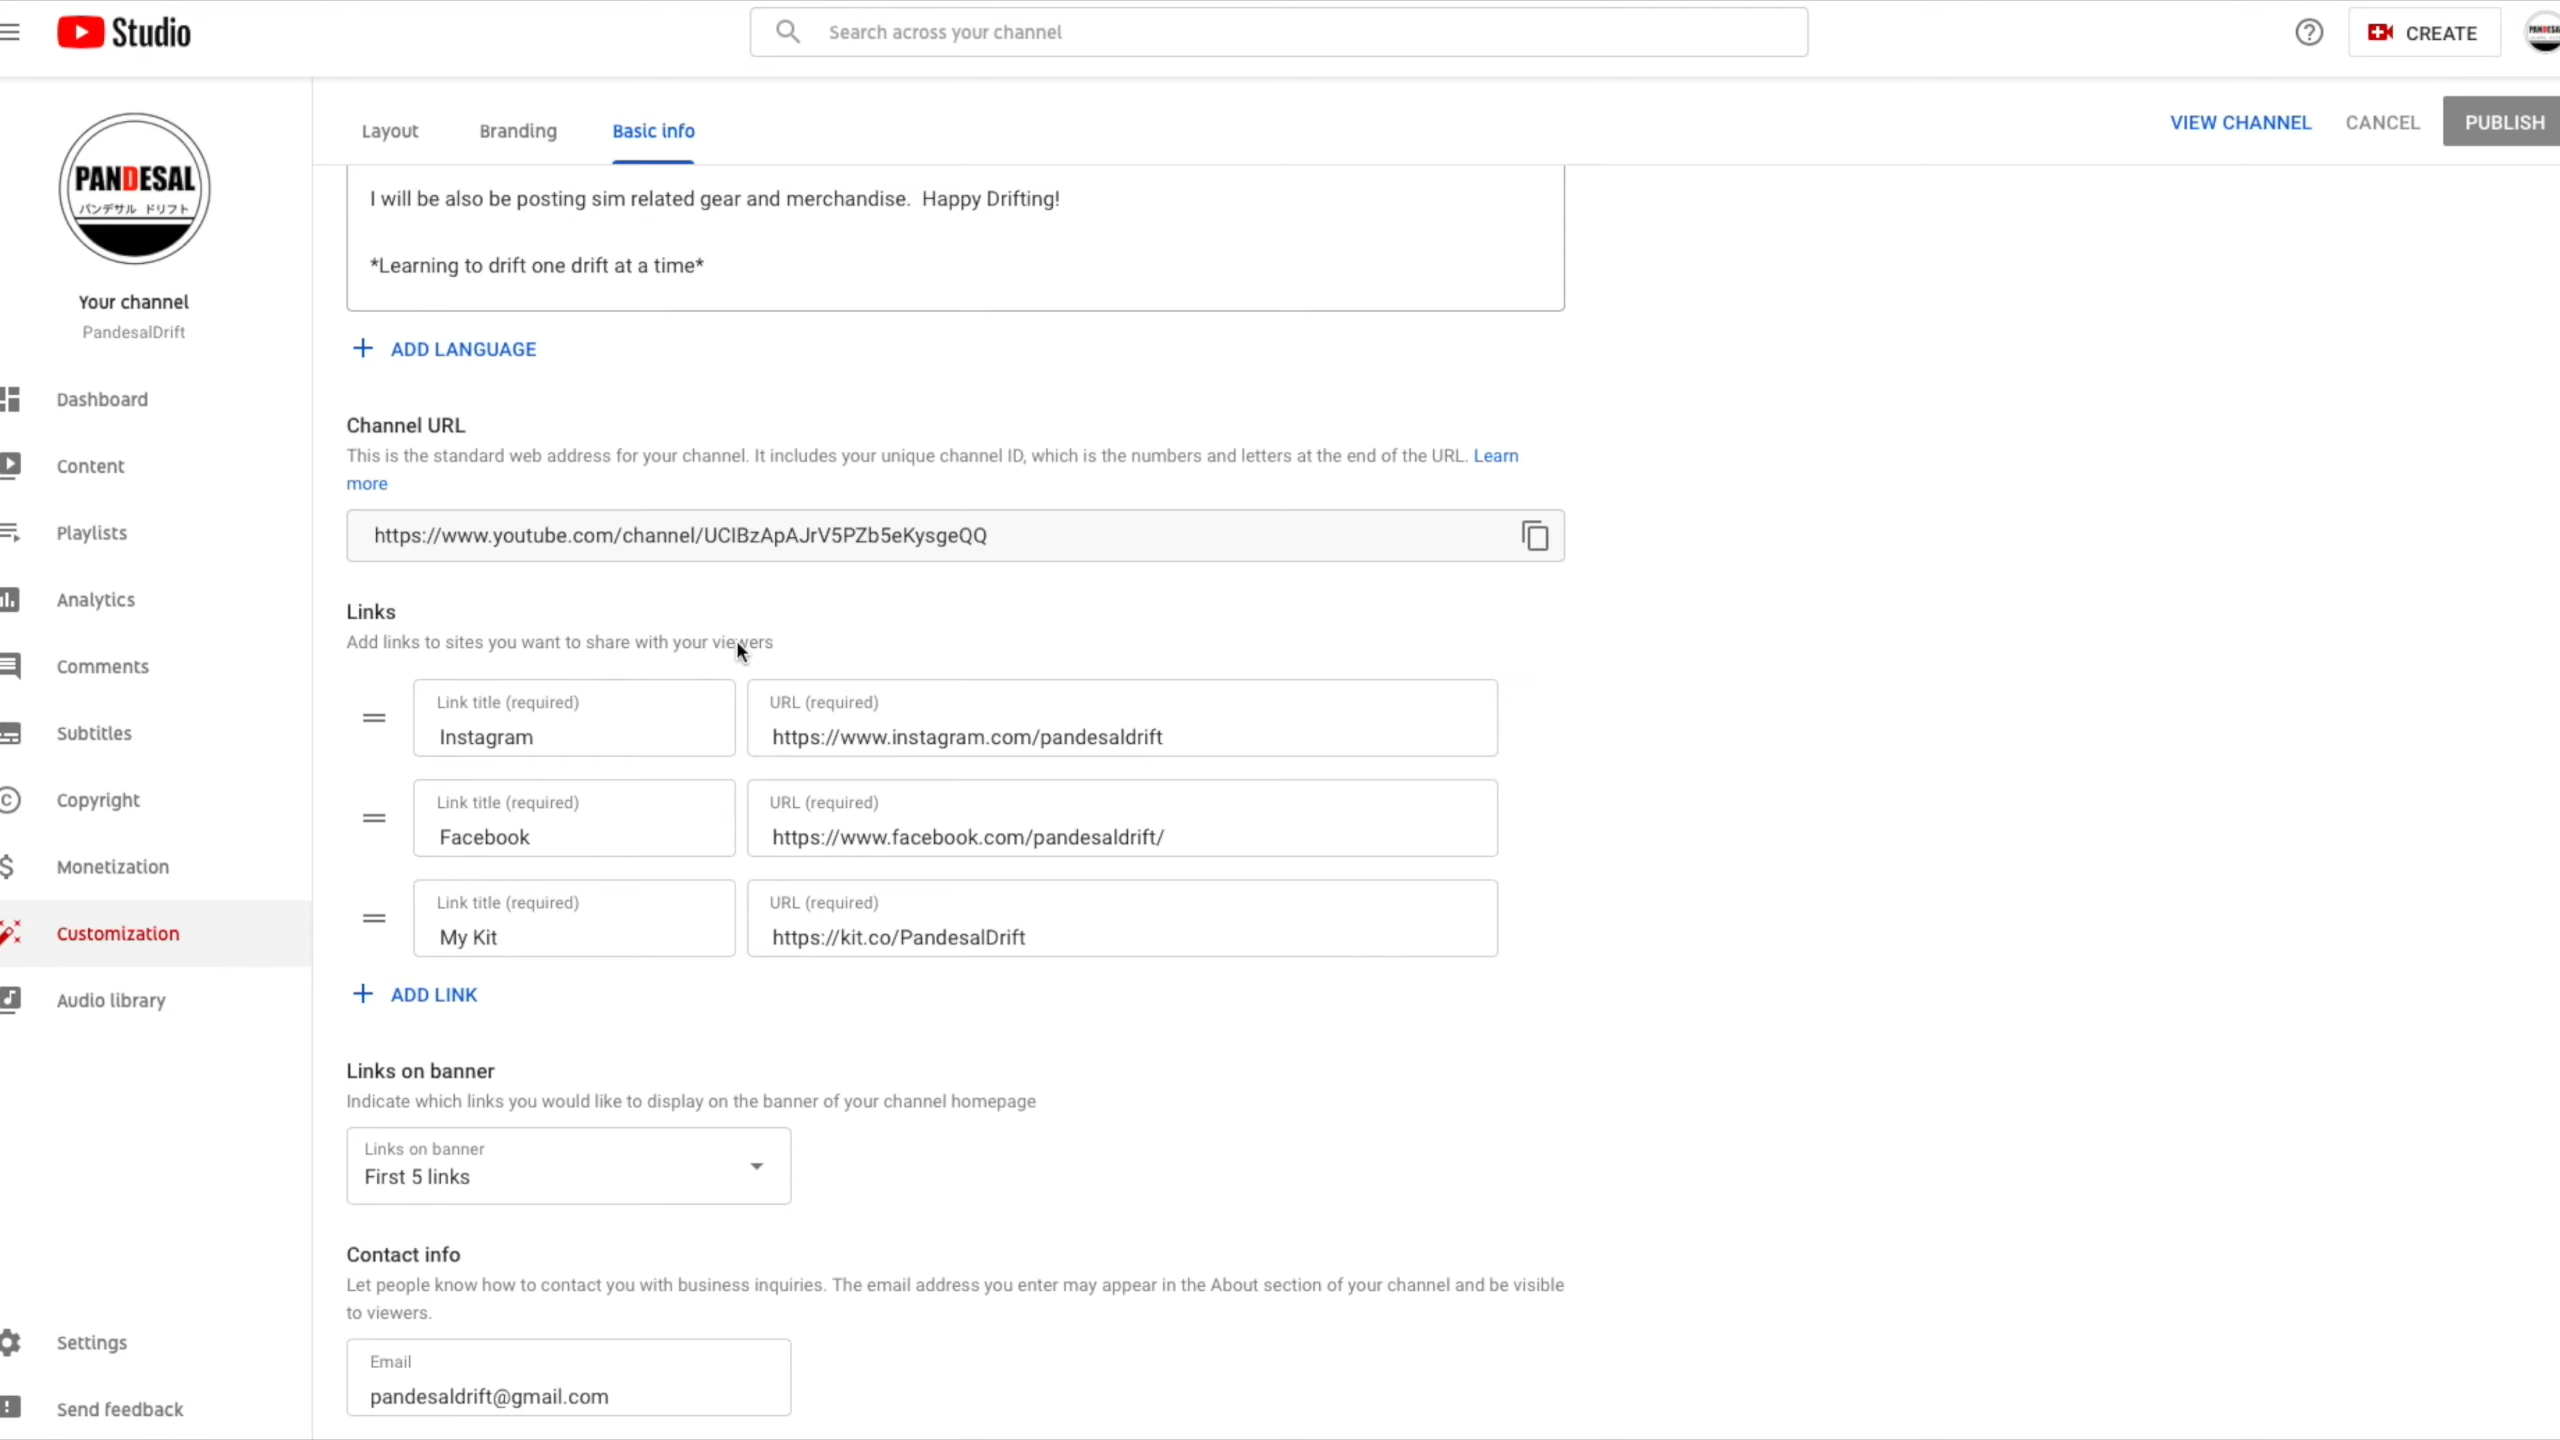 Studio
Search across your channel
CREATE
PANDESAL
パンデサル ドリフト
Your channel
PandesalDrift
Dashboard
Content
Playlists
Analytics
Comments
Subtitles
Copyright
Monetization
Customization
Audio library
Settings
Send feedback
Layout
Branding
Basic info
VIEW CHANNEL
CANCEL
PUBLISH
I will be also be posting sim related gear and merchandise.  Happy Drifting!
*Learning to drift one drift at a time*
ADD LANGUAGE
Channel URL
This is the standard web address for your channel. It includes your unique channel ID, which is the numbers and letters at the end of the URL. Learn
more
https://www.youtube.com/channel/UCIBzApAJrV5PZb5eKysgeQQ
Links
Add links to sites you want to share with your viewers
Link title (required)
Instagram
URL (required)
https://www.instagram.com/pandesaldrift
Link title (required)
Facebook
URL (required)
https://www.facebook.com/pandesaldrift/
Link title (required)
My Kit
URL (required)
https://kit.co/PandesalDrift
ADD LINK
Links on banner
Indicate which links you would like to display on the banner of your channel homepage
Links on banner
First 5 links
Contact info
Let people know how to contact you with business inquiries. The email address you enter may appear in the About section of your channel and be visible
to viewers.
Email
pandesaldrift@gmail.com